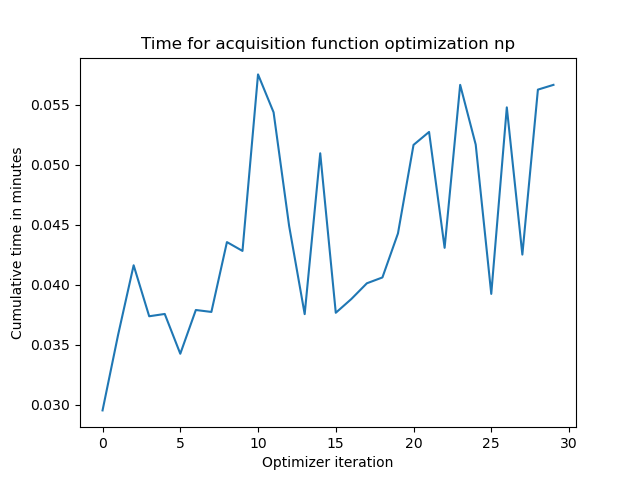 Time for acquisition function optimization np
Cumulative time in minutes
0.055
0.050
0.045
0.040
0.035
0.030
0 5 10 15 20 25 30
Optimizer iteration